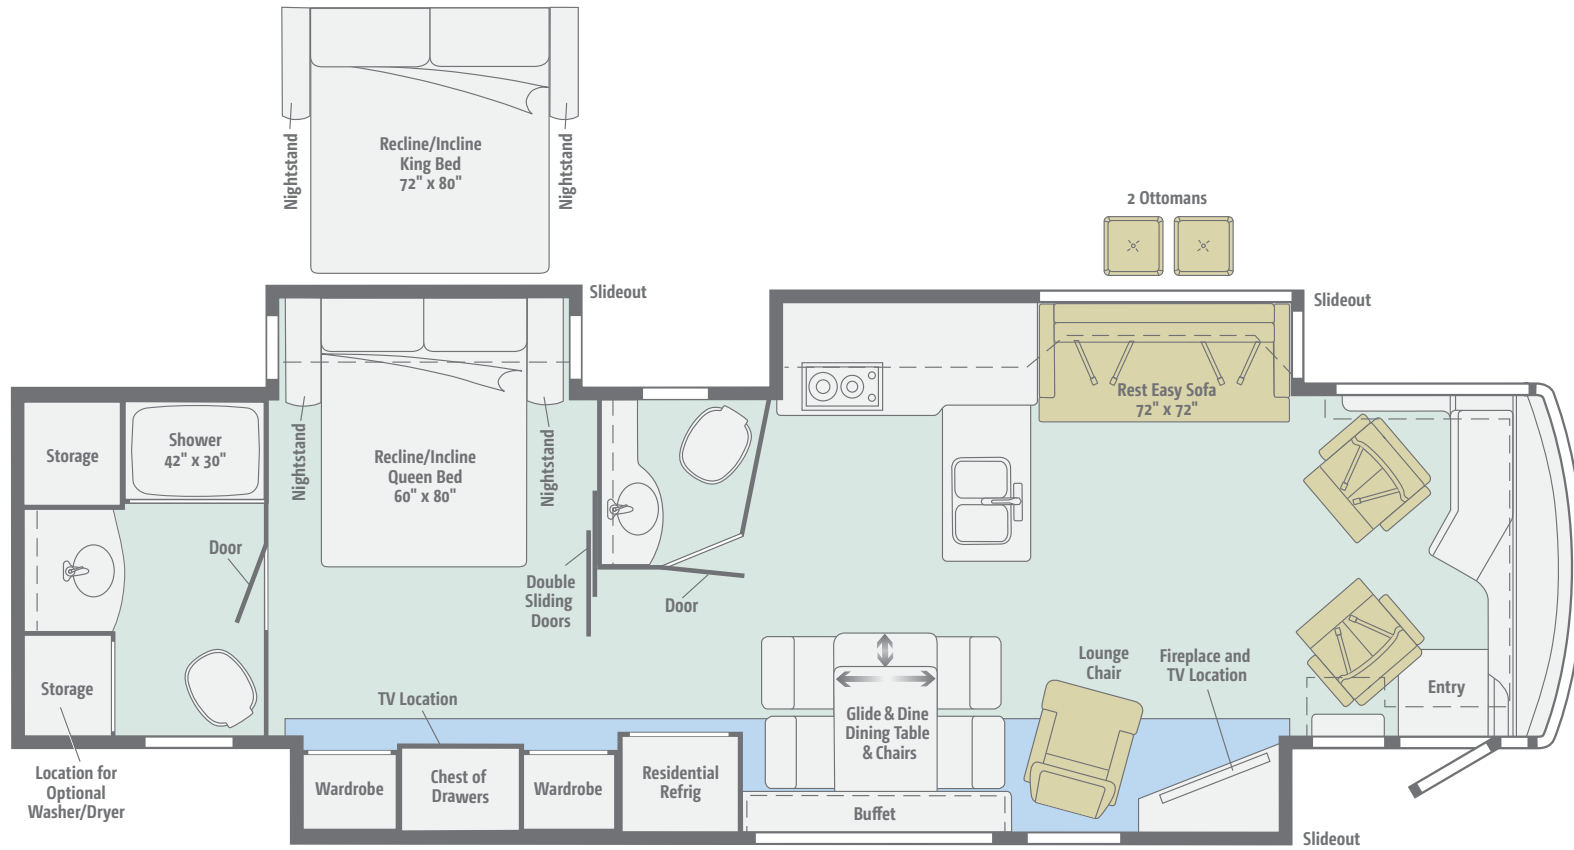 Nightstand
Recline/Incline
King Bed
72" x 80"
Nightstand
2 Ottomans
Slideout
Slideout
Storage
Shower
42" x 30"
Nightstand
Recline/Incline
Queen Bed
60" x 80"
Nightstand
Rest Easy Sofa
72" x 72"
Door
Double
Sliding
Doors
Door
Storage
TV Location
Glide & Dine
Dining Table
& Chairs
Lounge
Chair
Fireplace and
TV Location
Entry
Location for
Optional
Washer/Dryer
Wardrobe
Chest of
Drawers
Wardrobe
Residential
Refrig
Buffet
Slideout